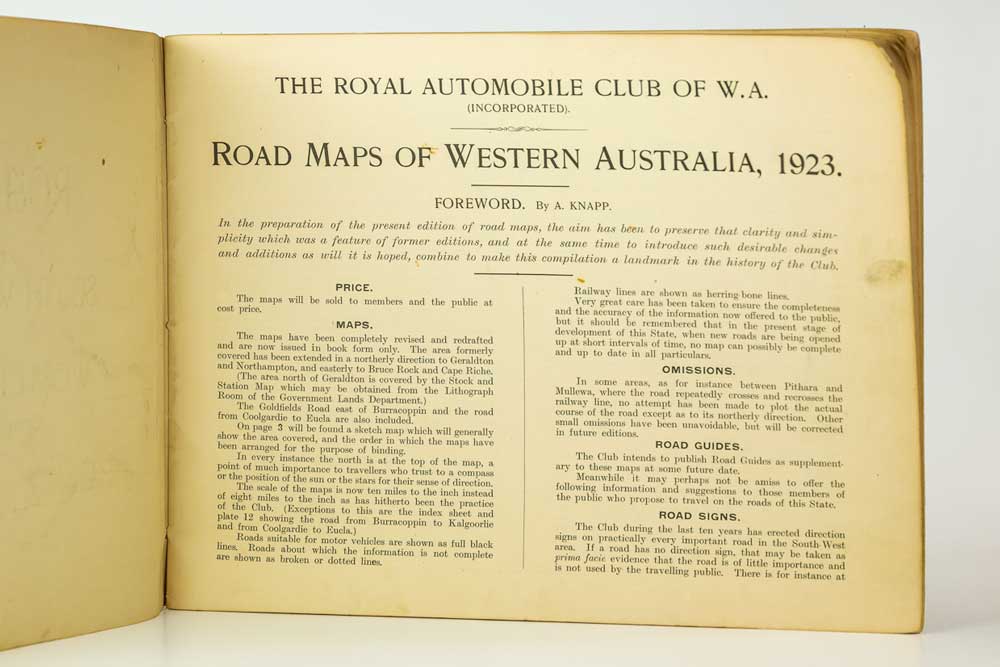 THE ROYAL AUTOMOBILE CLUB OF W.A.
(INCORPORATED).
ROAD MAPS OF WESTERN AUSTRALIA, 1923.
FOREWORD. By A. KNAPP.
In the preparation of the present edition of road maps, the aim has been to preserve that clarity and sim-
plicity which was a feature of former editions, and at the same time to introduce such desirable changes
and additions as will it is hoped, combine to make this compilation a landmark in the history of the Club.
PRICE.
The maps will be sold to members and the public at
cost price.
MAPS.
The maps have been completely revised and redrafted
and are now issued in book form only. The area formerly
covered has been extended in a northerly direction to Geraldton
and Northampton, and easterly to Bruce Rock and Cape Riche.
(The area north of Geraldton is covered by the Stock and
Station Map which may be obtained from the Lithograph
Room of the Government Lands Department.)
The Goldfields Road east of Burracoppin and the road
from Coolgardie to Eucla are also included.
On page 3 will be found a sketch map which will generally
show the area covered, and the order in which the maps have
been arranged for the purpose of binding.
In every instance the north is at the top of the map, a
point of much importance to travellers who trust to a compass
or the position of the sun or the stars for their sense of direction.
The scale of the maps is now ten miles to the inch instead
of eight miles to the inch as has hitherto been the practice
of the Club. (Exceptions to this are the index sheet and
plate 12 showing the road from Burracoppin to Kalgoorlie
and from Coolgardie to Eucla.)
Roads suitable for motor vehicles are shown as full black
lines. Roads about which the information is not complete
are shown as broken or dotted lines.
Railway lines are shown as herring-bone lines.
Very great care has been taken to ensure the completeness
and the accuracy of the information now offered to the public,
but it should be remembered that in the present stage of
development of this State, when new roads are being opened
up at short intervals of time, no map can possibly be complete
and up to date in all particulars.
OMISSIONS.
In some areas, as for instance between Pithara and
Mullewa, where the road repeatedly crosses and recrosses the
railway line, no attempt has been made to plot the actual
course of the road except as to its northerly direction. Other
small omissions have been unavoidable, but will be corrected
in future editions.
ROAD GUIDES.
The Club intends to publish Road Guides as supplement-
ary to these maps at some future date.
Meanwhile it may perhaps not be amiss to offer the
following information and suggestions to those members of
the public who propose to travel on the roads of this State.
ROAD SIGNS.
The Club during the last ten years has erected direction
signs on practically every important road in the South-West
area. If a road has no direction sign, that may be taken as
prima facie evidence that the road is of little importance and
is not used by the travelling public. There is for instance at